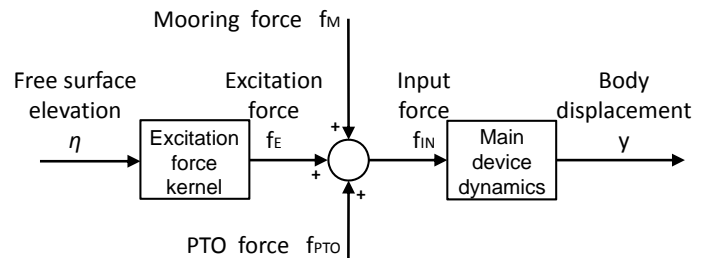 Mooring force fM
Free surface
elevation
η
Excitation
force
fE
Input
force
fIN
Body
displacement
y
Excitation
force
kernel
Main
device
dynamics
+
+
+
PTO force fPTO